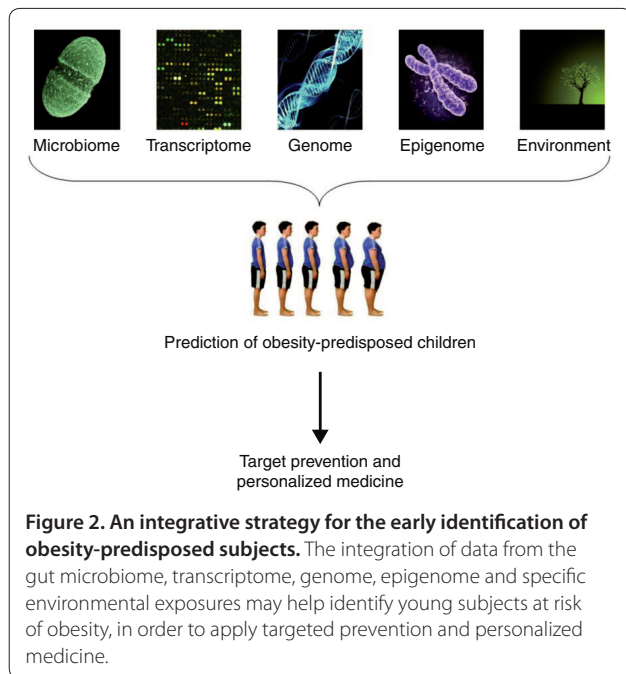 Microbiome Transcriptome Genome Epigenome Environment
Prediction of obesity-predisposed children
Target prevention and
personalized medicine
Figure 2. An integrative strategy for the early identification of
obesity-predisposed subjects. The integration of data from the
gut microbiome, transcriptome, genome, epigenome and specific
environmental exposures may help identify young subjects at risk
of obesity, in order to apply targeted prevention and personalized
medicine.